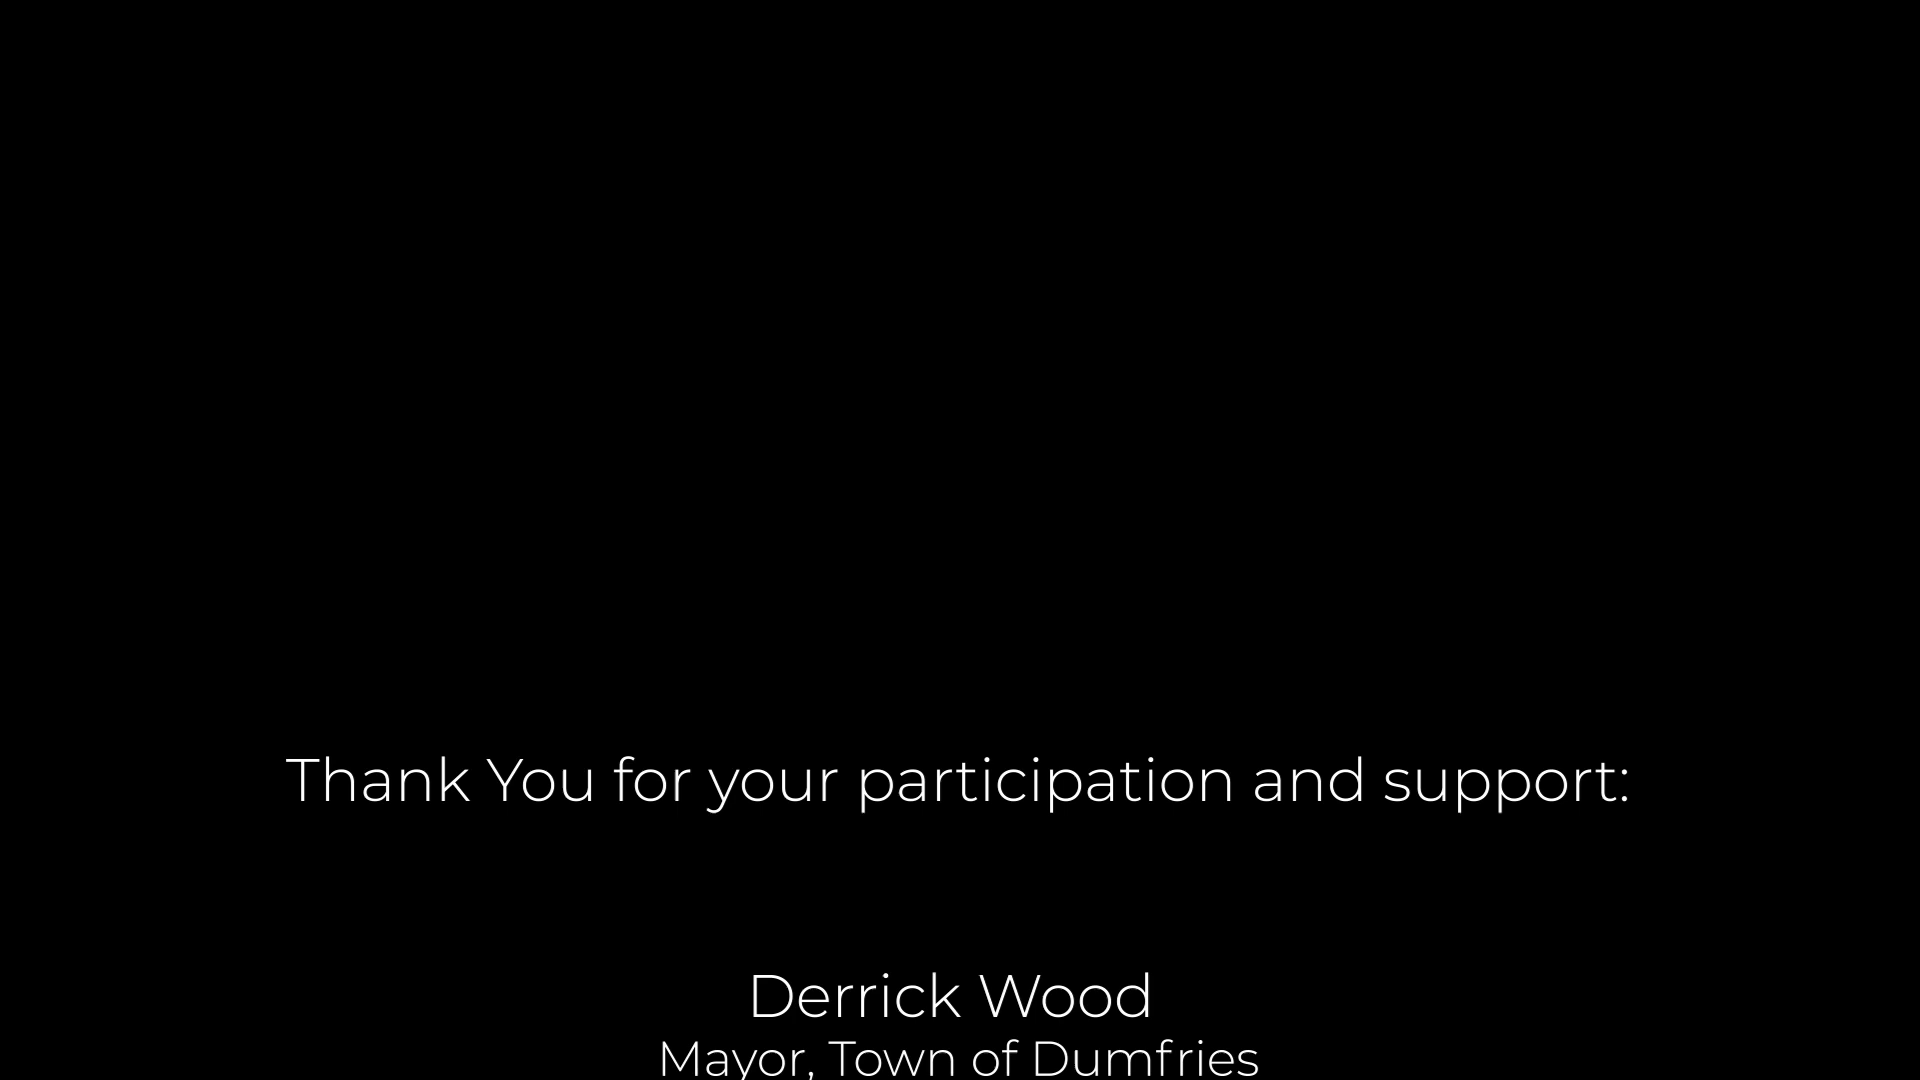 Thank You for your participation and support:
Derrick Wood
Mayor, Town of Dumfries